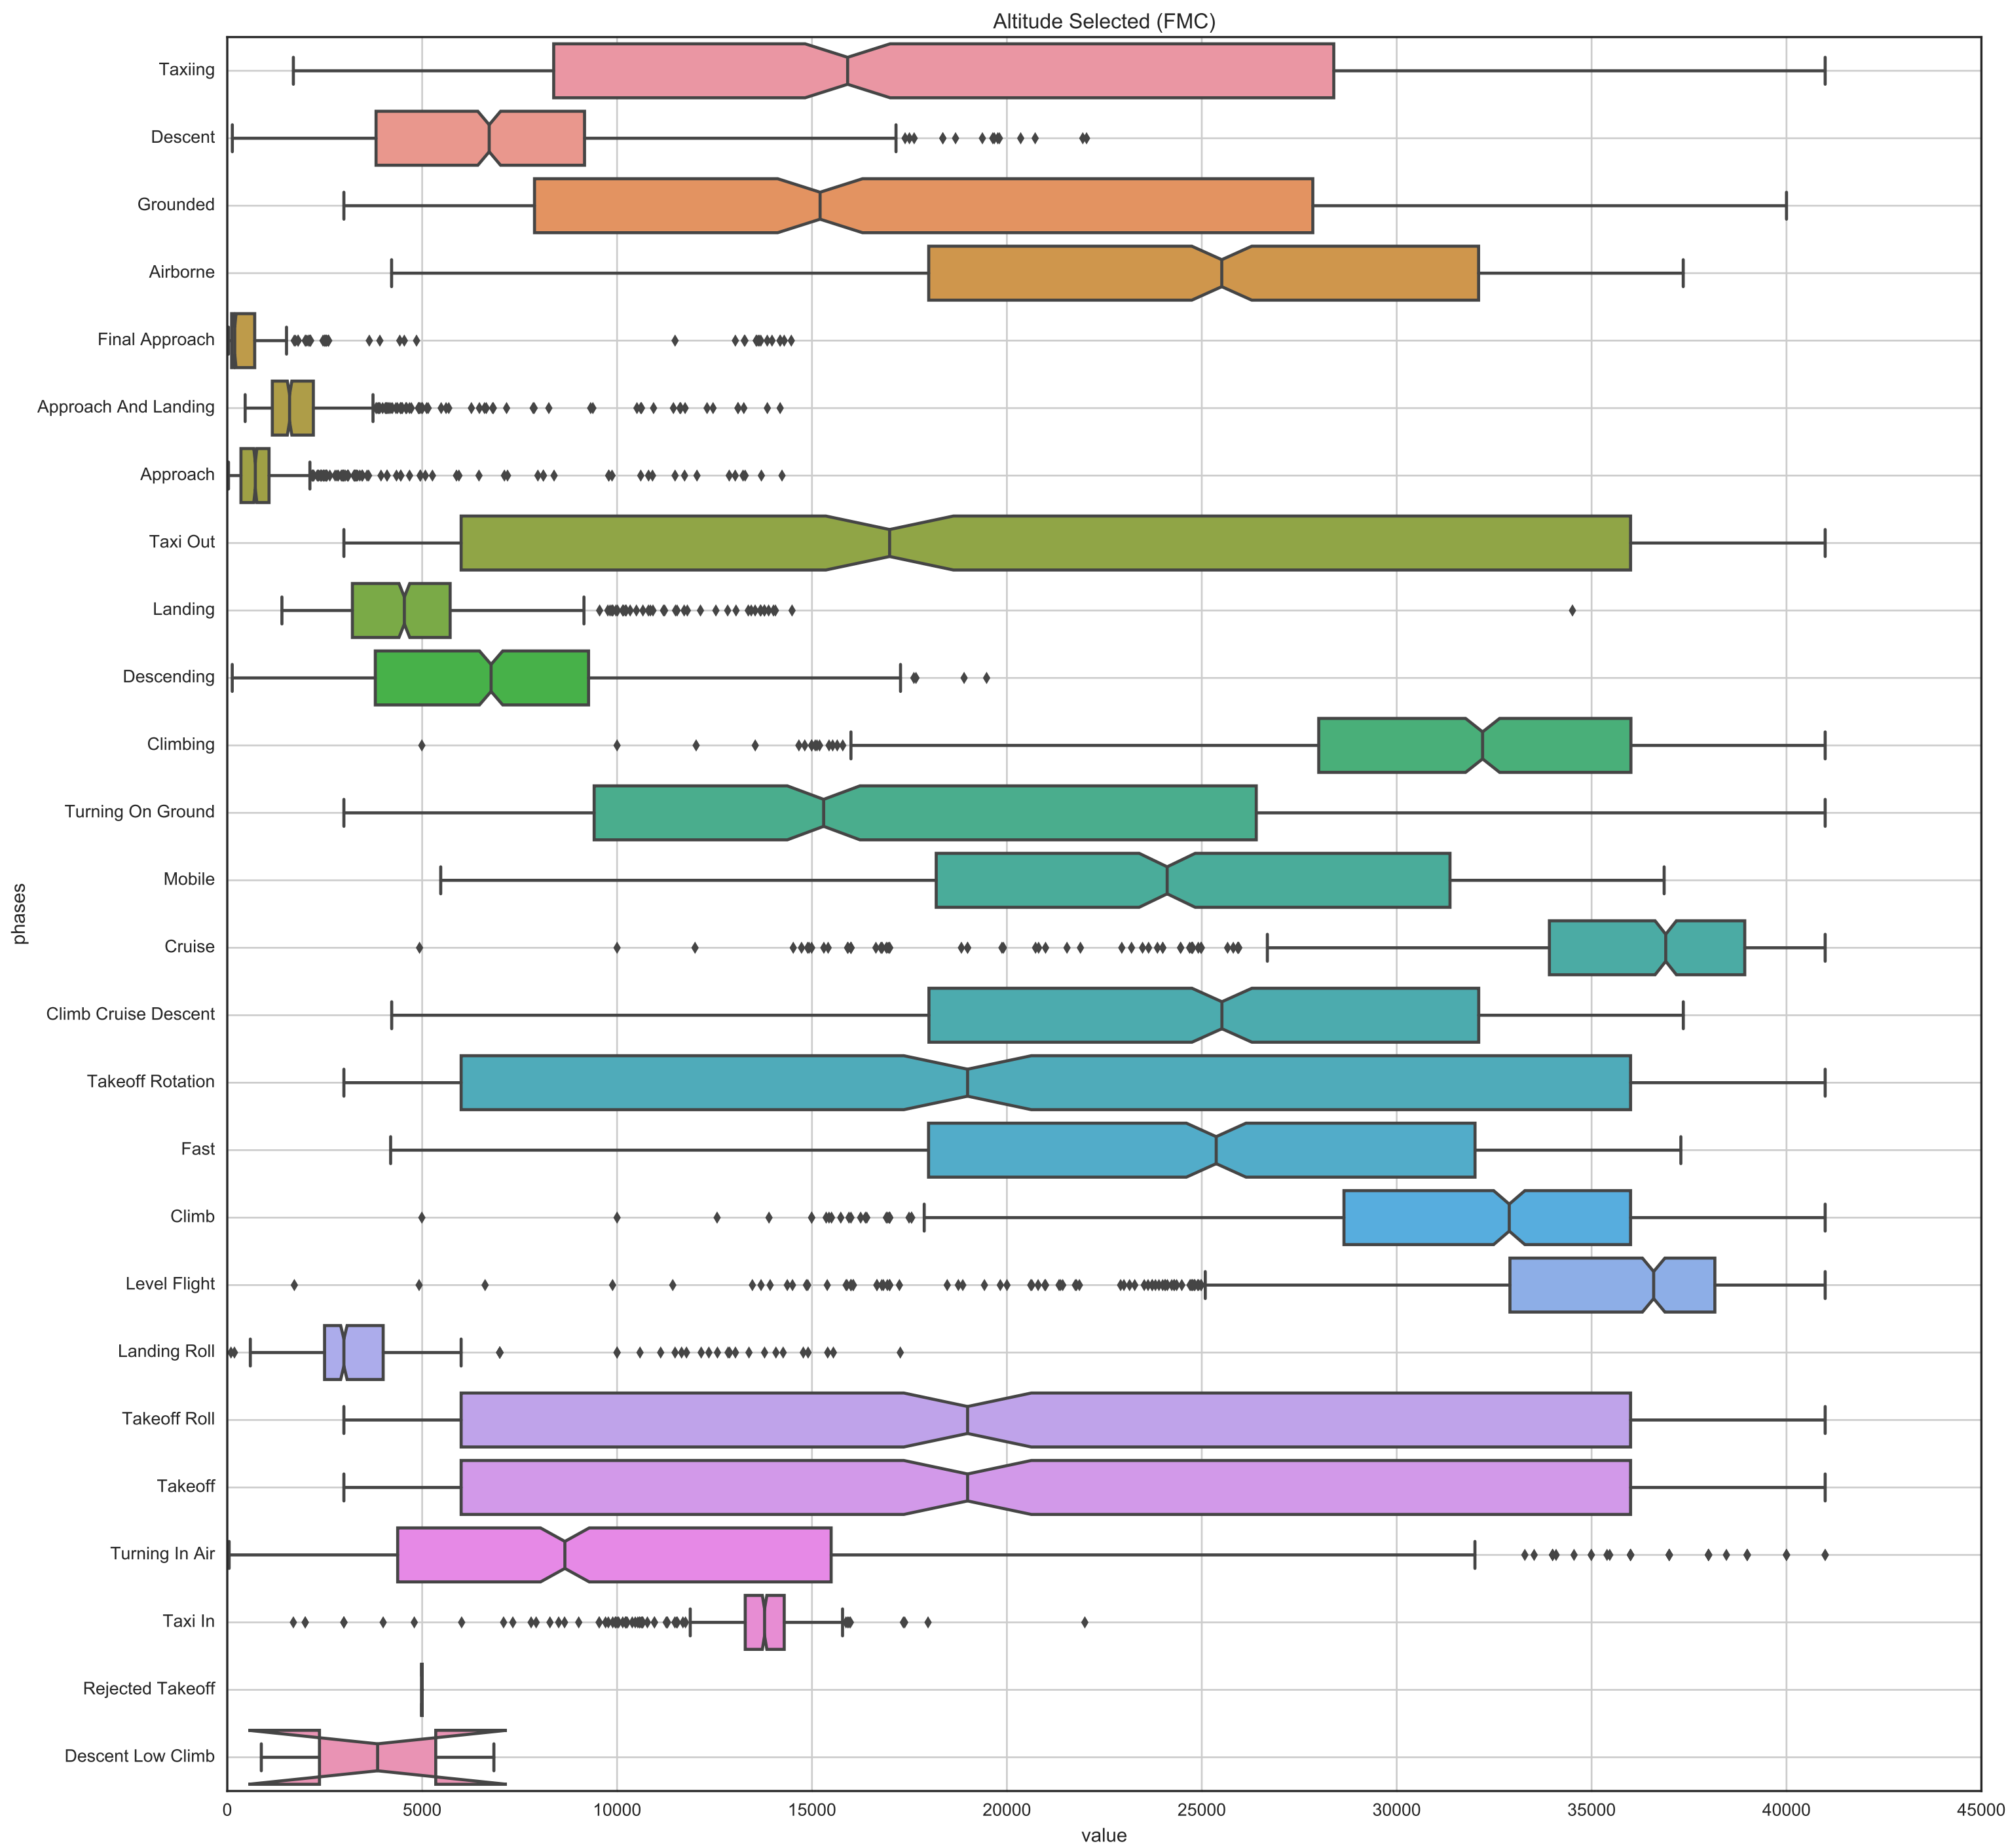 Altitude Selected (FMC)
Taxiing
Descent
Grounded
Airborne
Final Approach
Approach And Landing
Approach
Taxi Out
Landing
Descending
Climbing
Turning On Ground
Mobile
Cruise
Climb Cruise Descent
Takeoff Rotation
Fast
Climb
Level Flight
Landing Roll
Takeoff Roll
Takeoff
Turning In Air
Taxi In
Rejected Takeoff
Descent Low Climb
phases
0 5000 10000 15000 20000 25000 30000 35000 40000 45000
value